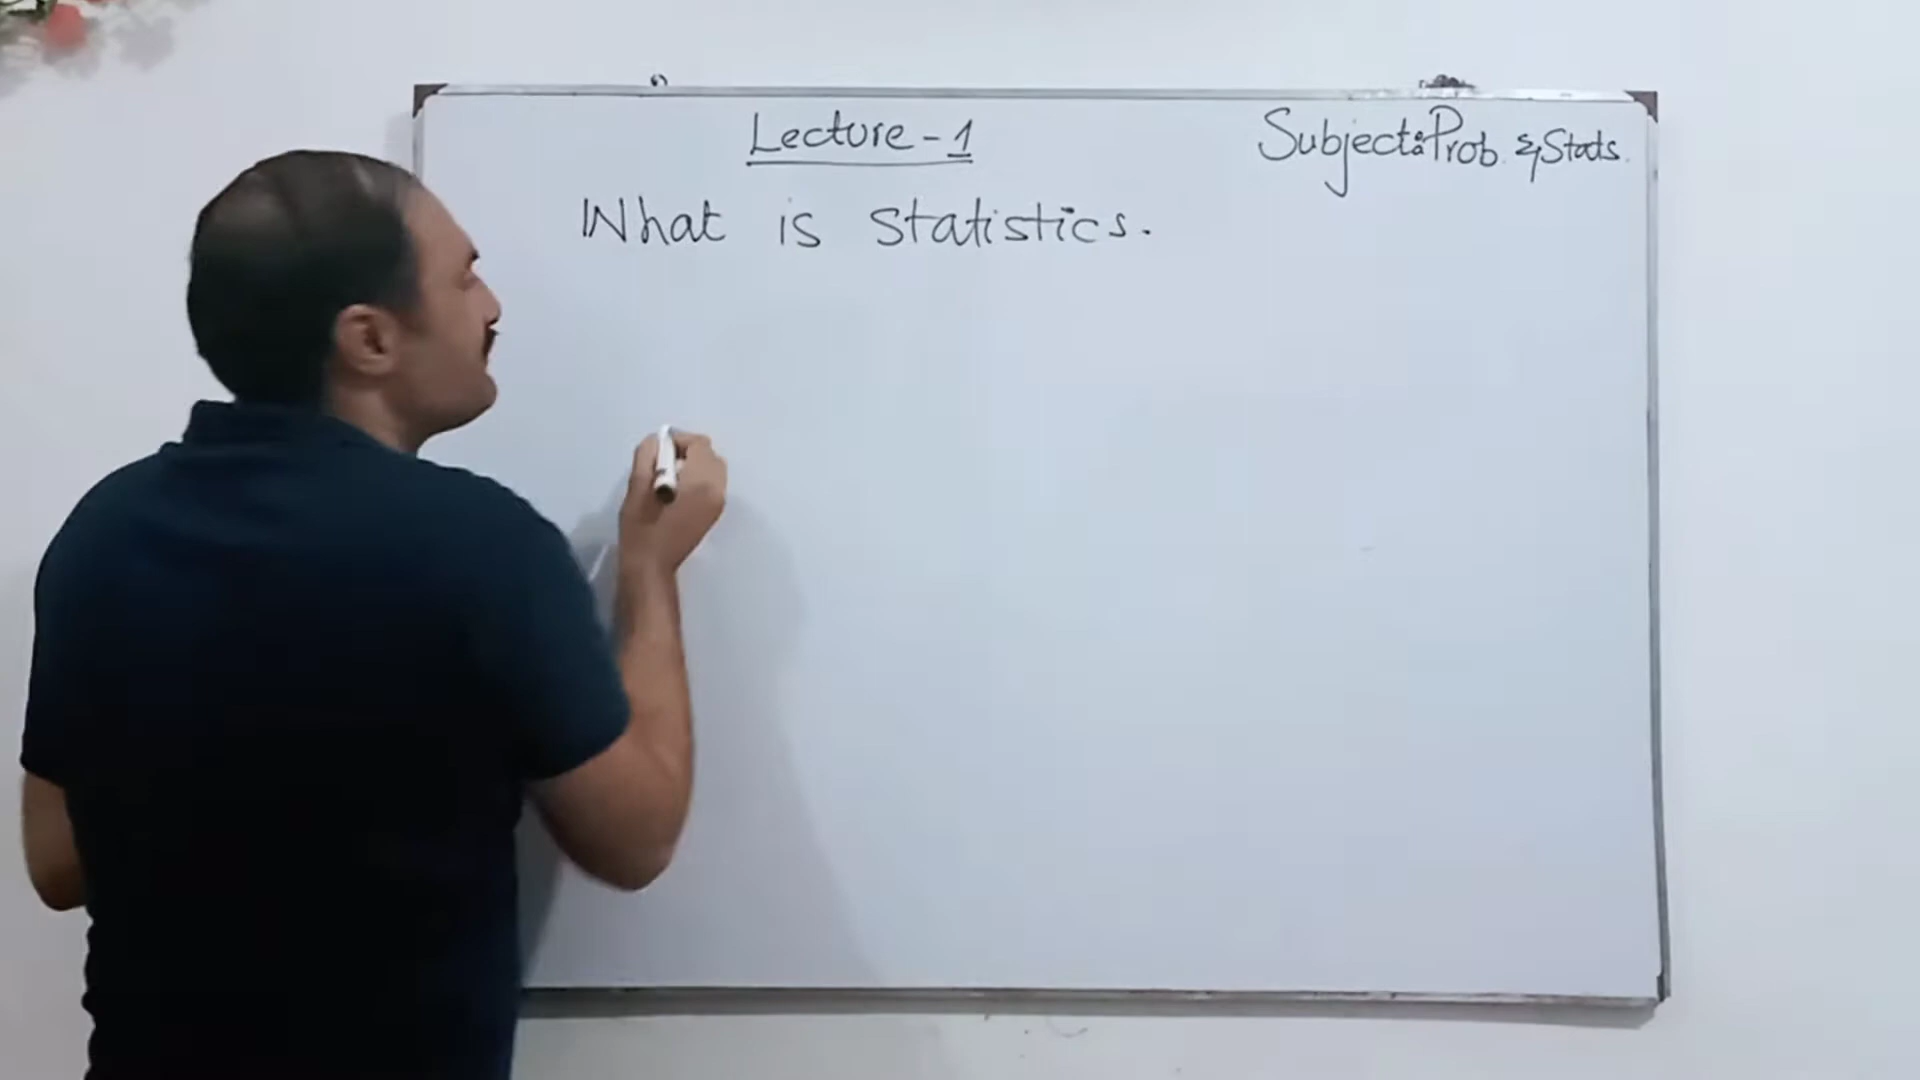 Lecture - 1
Subject: Prob. & Stats.
What is Statistics.